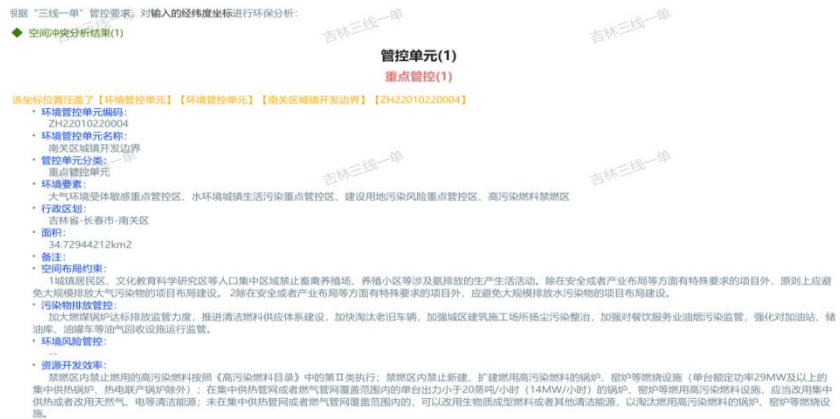 根据“三线一单”管控要求，对输入的经纬度坐标进行环保分析：
空间冲突分析结果(1)
管控单元(1)
重点管控(1)
该坐标位置压盖了【环境管控单元】【环境管控单元】【南关区城镇开发边界】【ZH22010220004】
• 环境管控单元编码：
ZH22010220004
• 环境管控单元名称：
南关区城镇开发边界
• 管控单元分类：
重点管控单元
• 环境要素：
大气环境受体敏感重点管控区、水环境城镇生活污染重点管控区、建设用地污染风险重点管控区、高污染燃料禁燃区
• 行政区划：
吉林省-长春市-南关区
• 面积：
34.72944212km2
• 备注：
• 空间布局约束：
1城镇居民区、文化教育科学研究区等人口集中区域禁止畜禽养殖场、养殖小区等涉及氨排放的生产生活活动。除在安全或者产业布局等方面有特殊要求的项目外，原则上应避
免大规模排放大气污染物的项目布局建设。 2除在安全或者产业布局等方面有特殊要求的项目外，应避免大规模排放水污染物的项目布局建设。
• 污染物排放管控：
加大燃煤锅炉达标排放监管力度，推进清洁燃料供应体系建设，加快淘汰老旧车辆，加强城区建筑施工场所扬尘污染整治，加强对餐饮服务业油烟污染监管，强化对加油站、储
油库、油罐车等油气回收设施运行监管。
• 环境风险管控：
--
• 资源开发效率：
禁燃区内禁止燃用的高污染燃料按照《高污染燃料目录》中的第Ⅱ类执行；禁燃区内禁止新建、扩建燃用高污染燃料的锅炉、窑炉等燃烧设施（单台额定功率29MW及以上的
集中供热锅炉、热电联产锅炉除外）；在集中供热管网或者燃气管网覆盖范围内的单台出力小于20蒸吨/小时（14MW/小时）的锅炉、窑炉等燃用高污染燃料设施，应当改用集中
供热或者改用天然气、电等清洁能源；未在集中供热管网或者燃气管网覆盖范围内的，可以改用生物质成型燃料或者其他清洁能源，以淘汰燃用高污染燃料的锅炉、窑炉等燃烧设
施。
吉林三线一单
吉林三线一单
吉林三线一单
吉林三线一单
吉林三线一单